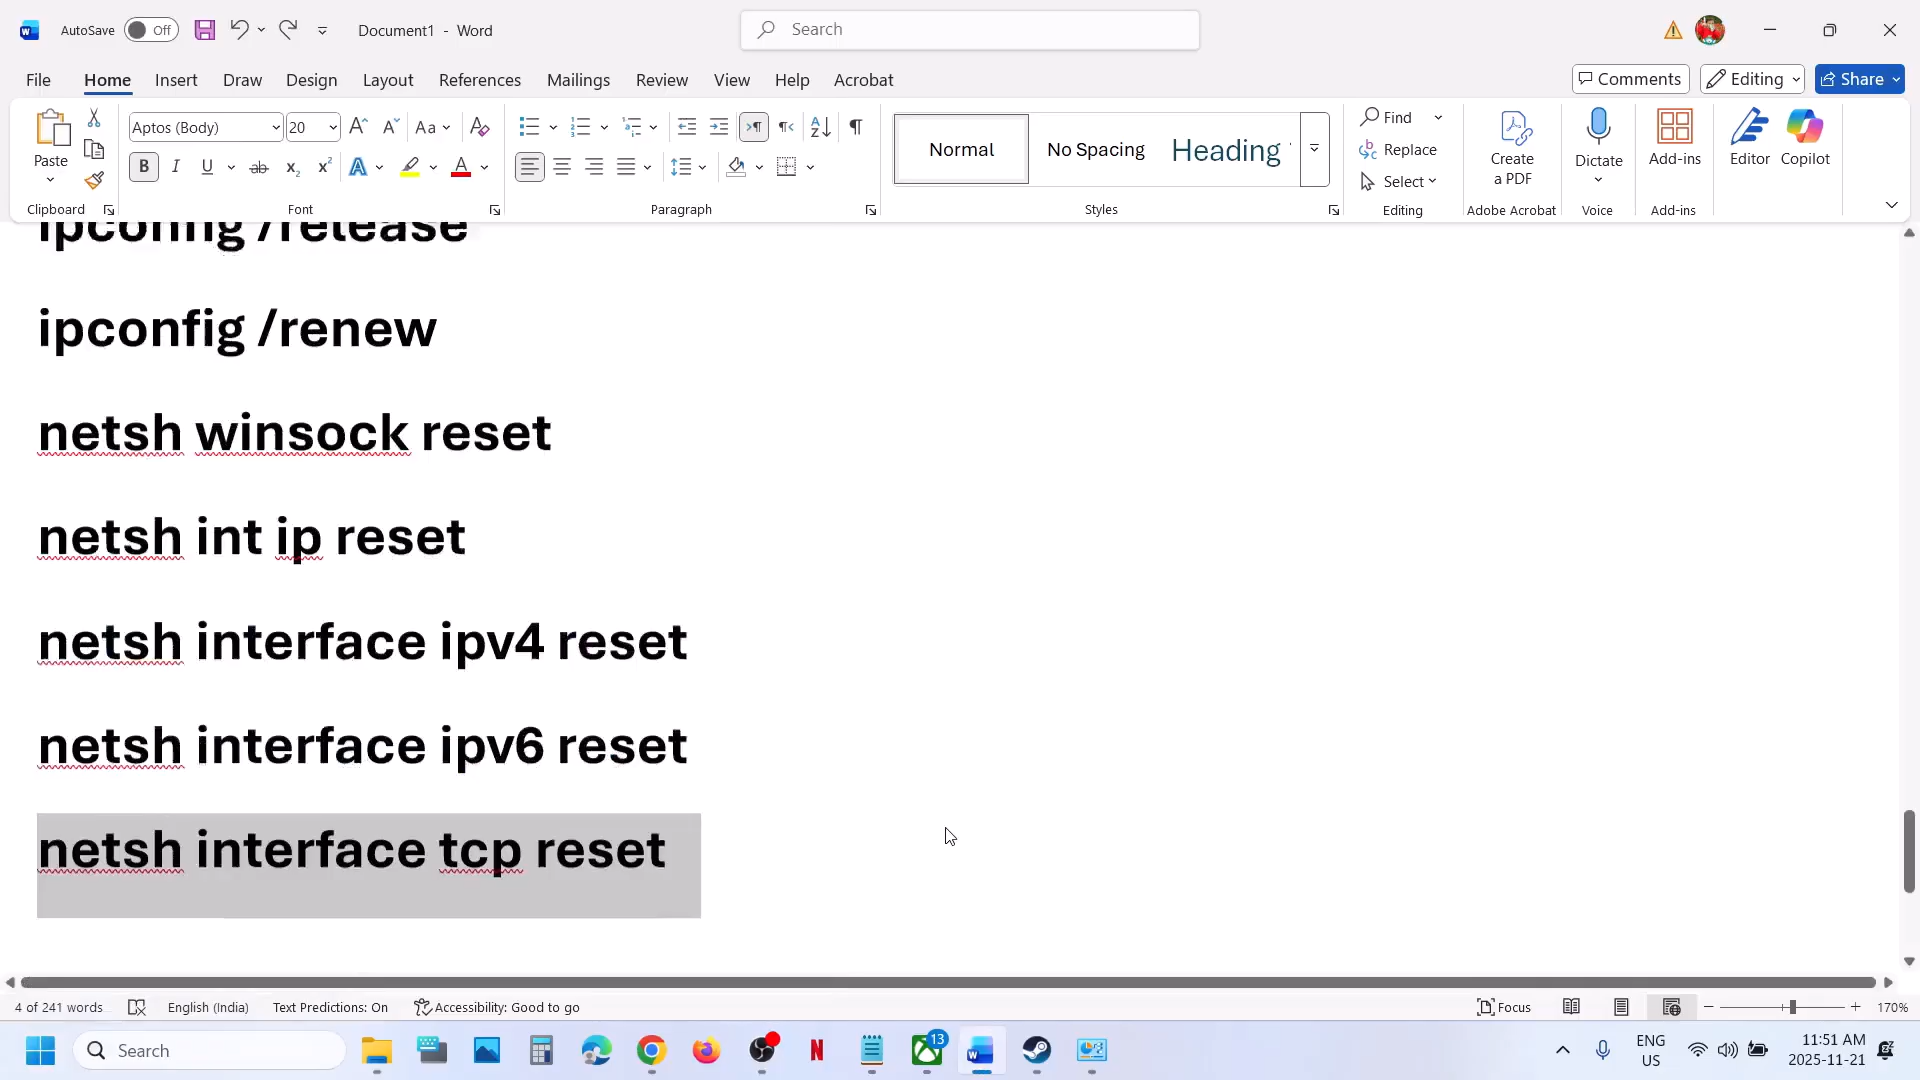 AutoSave Off Document1 - Word Search
File Home Insert Draw Design Layout References Mailings Review View Help Acrobat Comments Editing Share
Paste Aptos (Body) 20 Aa Normal No Spacing Heading Find Replace Select Create a PDF Dictate Add-ins Editor Copilot
Clipboard Font Paragraph Styles Editing Adobe Acrobat Voice Add-ins
ipconfig /release
ipconfig /renew
netsh winsock reset
netsh int ip reset
netsh interface ipv4 reset
netsh interface ipv6 reset
netsh interface tcp reset
4 of 241 words English (India) Text Predictions: On Accessibility: Good to go Focus 170%
Search 13 ENG US 11:51 AM 2025-11-21